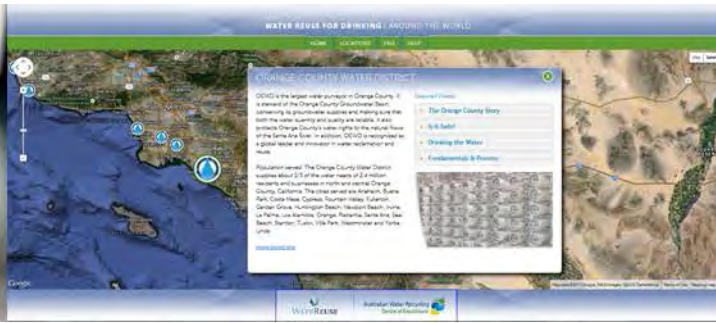 WATER REUSE FOR DRINKING | AROUND THE WORLD
HOME LOCATIONS FAQ HELP
ORANGE COUNTY WATER DISTRICT
OCWD is the largest water purveyor in Orange County. It
is steward of the Orange County Groundwater Basin,
conserving its groundwater supplies and making sure that
both the water quantity and quality are reliable. It also
protects Orange County's water rights to the natural flows
of the Santa Ana River. In addition, OCWD is recognized as
a global leader and innovator in water reclamation and
reuse.
Population served: The Orange County Water District
supplies about 2/3 of the water needs of 2.4 million
residents and businesses in north and central Orange
County, California. The cities served are Anaheim, Buena
Park, Costa Mesa, Cypress, Fountain Valley, Fullerton,
Garden Grove, Huntington Beach, Newport Beach, Irvine,
La Palma, Los Alamitos, Orange, Placentia, Santa Ana, Seal
Beach, Stanton, Tustin, Villa Park, Westminster and Yorba
Linda.
The Orange County Story
Is it Safe?
Drinking the Water
Fundamentals & Process
Google
WATEREUSE
Australian Water Recycling
Centre of Excellence